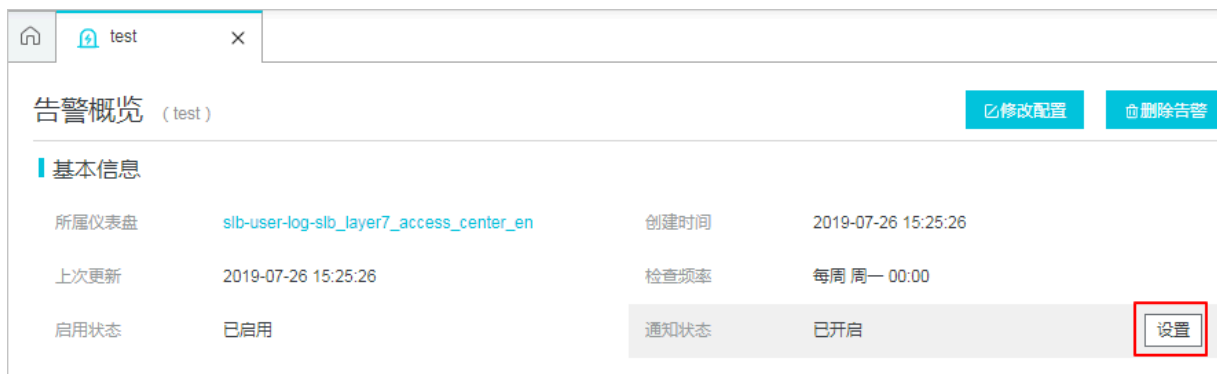 test
告警概览 ( test )
修改配置
删除告警
基本信息
所属仪表盘 slb-user-log-slb_layer7_access_center_en 创建时间 2019-07-26 15:25:26
上次更新 2019-07-26 15:25:26 检查频率 每周 周一 00:00
启用状态 已启用 通知状态 已开启 设置